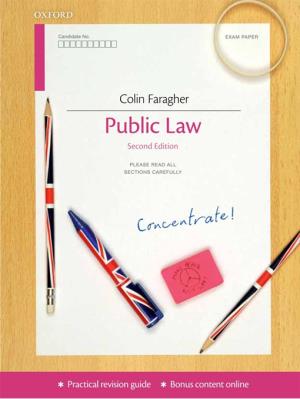 OXFORD
Candidate No.
EXAM PAPER
Colin Faragher
Public Law
Second Edition
PLEASE READ ALL
SECTIONS CAREFULLY
Concentrate!
* Practical revision guide * Bonus content online